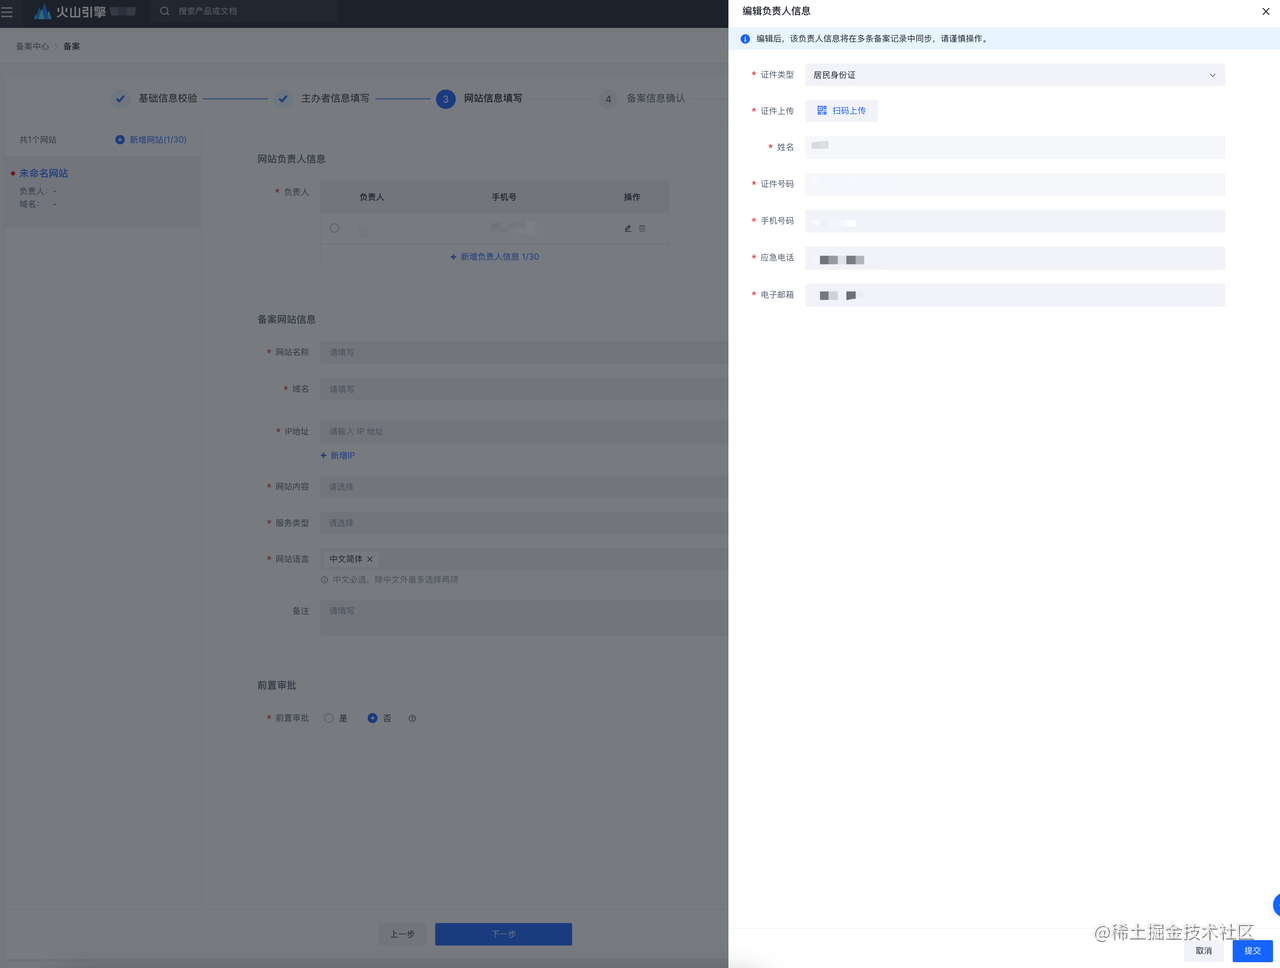 火山引擎
搜索产品或文档
备案中心 > 备案
基础信息校验
主办者信息填写
3 网站信息填写
4 备案信息确认
共1个网站
新增网站(1/30)
未命名网站
负责人： -
域名： -
网站负责人信息
* 负责人
负责人 手机号 操作
+ 新增负责人信息 1/30
备案网站信息
* 网站名称 请填写
* 域名 请填写
* IP地址 请输入 IP 地址
+ 新增IP
* 网站内容 请选择
* 服务类型 请选择
* 网站语言 中文简体 ×
中文必选，除中文外最多选择两项
备注 请填写
前置审批
* 前置审批 是 否
上一步 下一步
编辑负责人信息
编辑后，该负责人信息将在多条备案记录中同步，请谨慎操作。
* 证件类型 居民身份证
* 证件上传 扫码上传
* 姓名
* 证件号码
* 手机号码
* 应急电话
* 电子邮箱
@稀土掘金技术社区
取消 提交